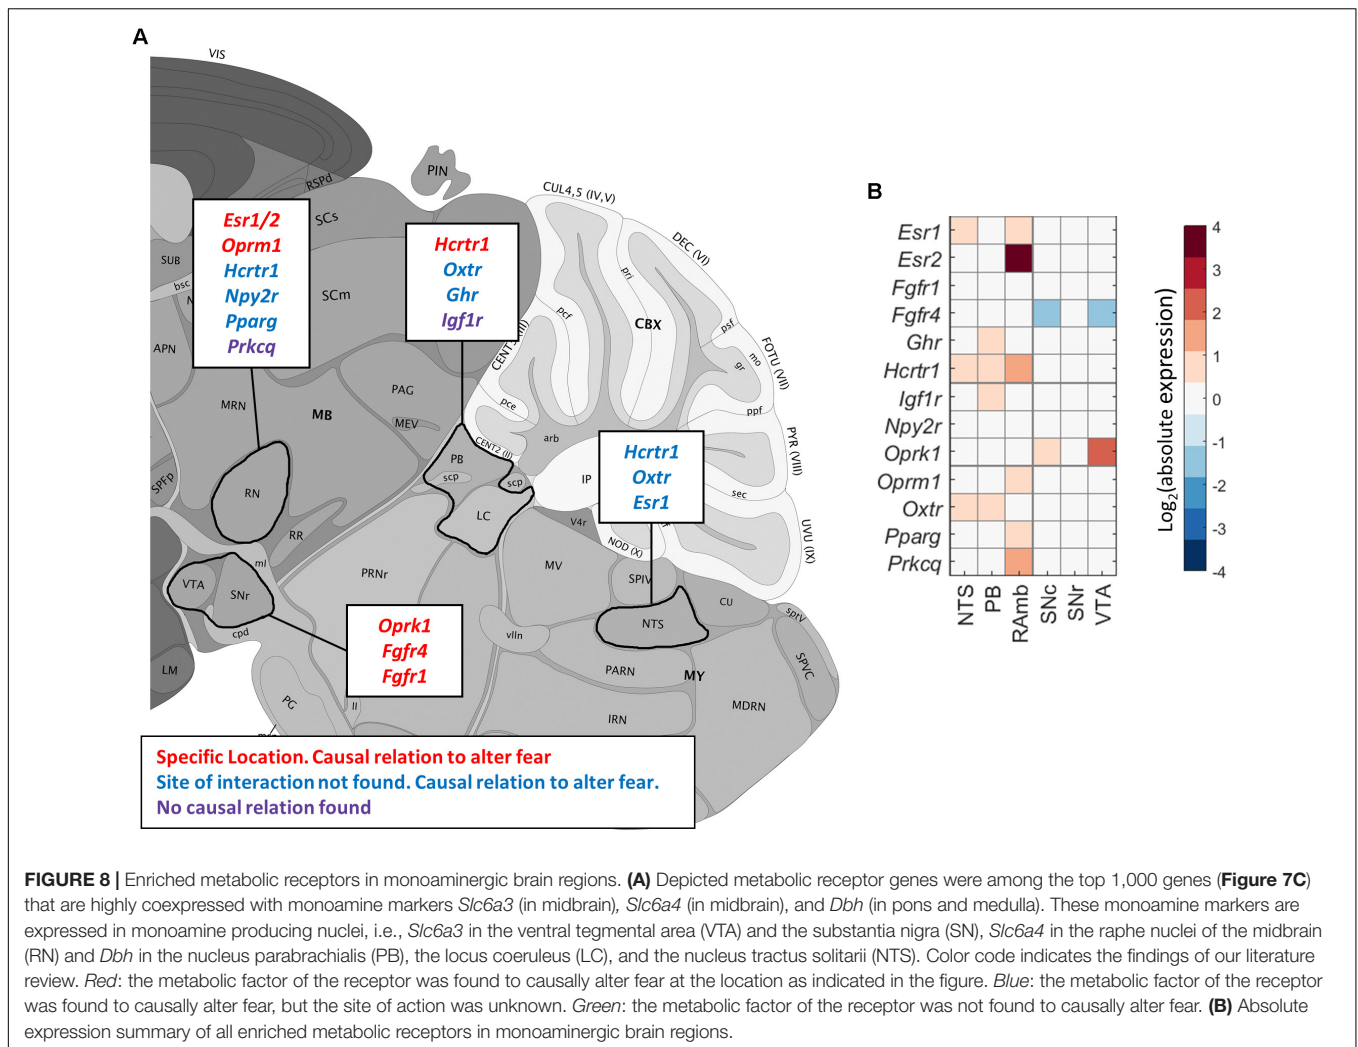 A
VIS
PIN
RSPd
SCs
SUB
bsc
SCm
APN
MRN
MB
PAG
MEV
SPFp
RN
RR
VTA
SNr
ml
cpd
LM
PG
PRNr
ll
CUL4,5 (IV,V)
DEC (VI)
pri
pcf
CBX
psf
mo
gr
FOTU (VII)
ppf
PYR (VIII)
sec
UVU (IX)
pce
CENT2 (II)
arb
IP
PB
scp
scp
LC
V4r
NOD (X)
MV
SPIV
CU
sptV
SPVC
NTS
vlln
PARN
MY
MDRN
IRN
Esr1/2
Oprm1
Hcrtr1
Npy2r
Pparg
Prkcq
Hcrtr1
Oxtr
Ghr
Igf1r
Hcrtr1
Oxtr
Esr1
Oprk1
Fgfr4
Fgfr1
Specific Location. Causal relation to alter fear
Site of interaction not found. Causal relation to alter fear.
No causal relation found
B
Esr1
Esr2
Fgfr1
Fgfr4
Ghr
Hcrtr1
Igf1r
Npy2r
Oprk1
Oprm1
Oxtr
Pparg
Prkcq
NTS
PB
RAmb
SNc
SNr
VTA
Log2(absolute expression)
4
3
2
1
0
-1
-2
-3
-4
FIGURE 8 | Enriched metabolic receptors in monoaminergic brain regions. (A) Depicted metabolic receptor genes were among the top 1,000 genes (Figure 7C)
that are highly coexpressed with monoamine markers Slc6a3 (in midbrain), Slc6a4 (in midbrain), and Dbh (in pons and medulla). These monoamine markers are
expressed in monoamine producing nuclei, i.e., Slc6a3 in the ventral tegmental area (VTA) and the substantia nigra (SN), Slc6a4 in the raphe nuclei of the midbrain
(RN) and Dbh in the nucleus parabrachialis (PB), the locus coeruleus (LC), and the nucleus tractus solitarii (NTS). Color code indicates the findings of our literature
review. Red: the metabolic factor of the receptor was found to causally alter fear at the location as indicated in the figure. Blue: the metabolic factor of the receptor
was found to causally alter fear, but the site of action was unknown. Green: the metabolic factor of the receptor was not found to causally alter fear. (B) Absolute
expression summary of all enriched metabolic receptors in monoaminergic brain regions.